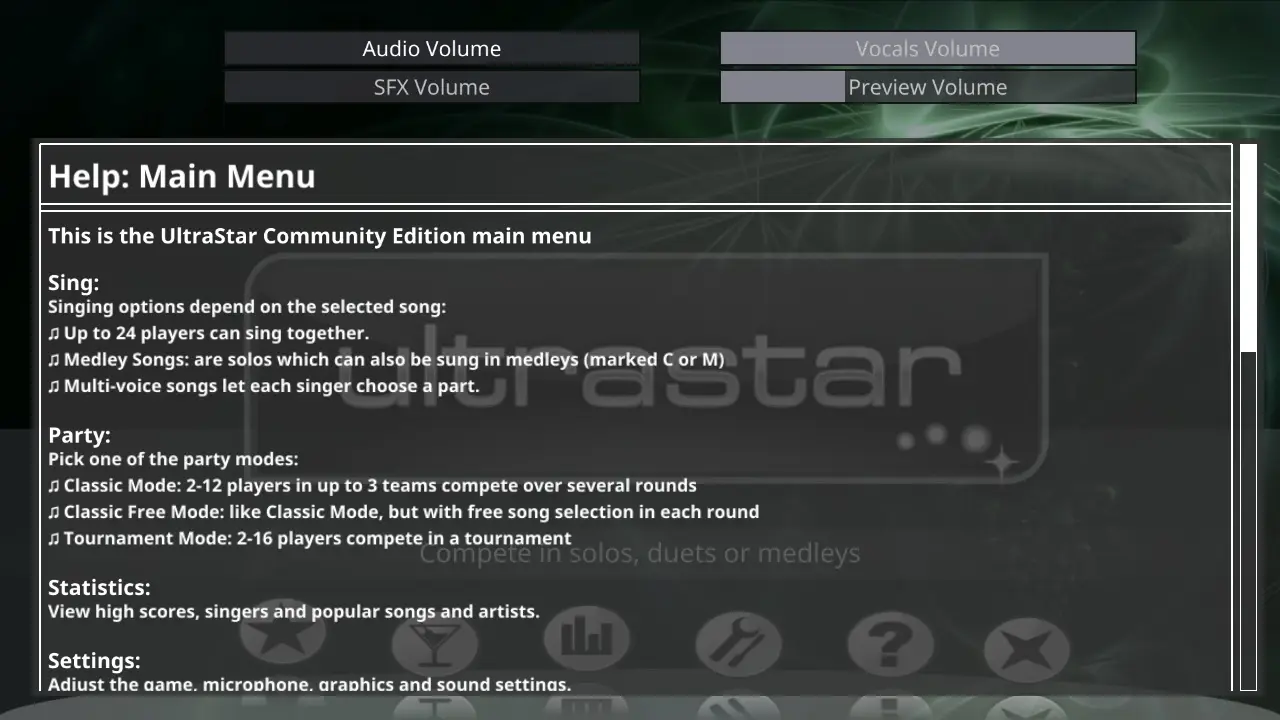 Audio Volume
Vocals Volume
SFX Volume
Preview Volume
Help: Main Menu
This is the UltraStar Community Edition main menu
Sing:
Singing options depend on the selected song:
♫ Up to 24 players can sing together.
♫ Medley Songs: are solos which can also be sung in medleys (marked C or M)
♫ Multi-voice songs let each singer choose a part.
ultrastar
Party:
Pick one of the party modes:
♫ Classic Mode: 2-12 players in up to 3 teams compete over several rounds
♫ Classic Free Mode: like Classic Mode, but with free song selection in each round
♫ Tournament Mode: 2-16 players compete in a tournament
Compete in solos, duets or medleys
Statistics:
View high scores, singers and popular songs and artists.
Settings:
Adjust the game, microphone, graphics and sound settings.